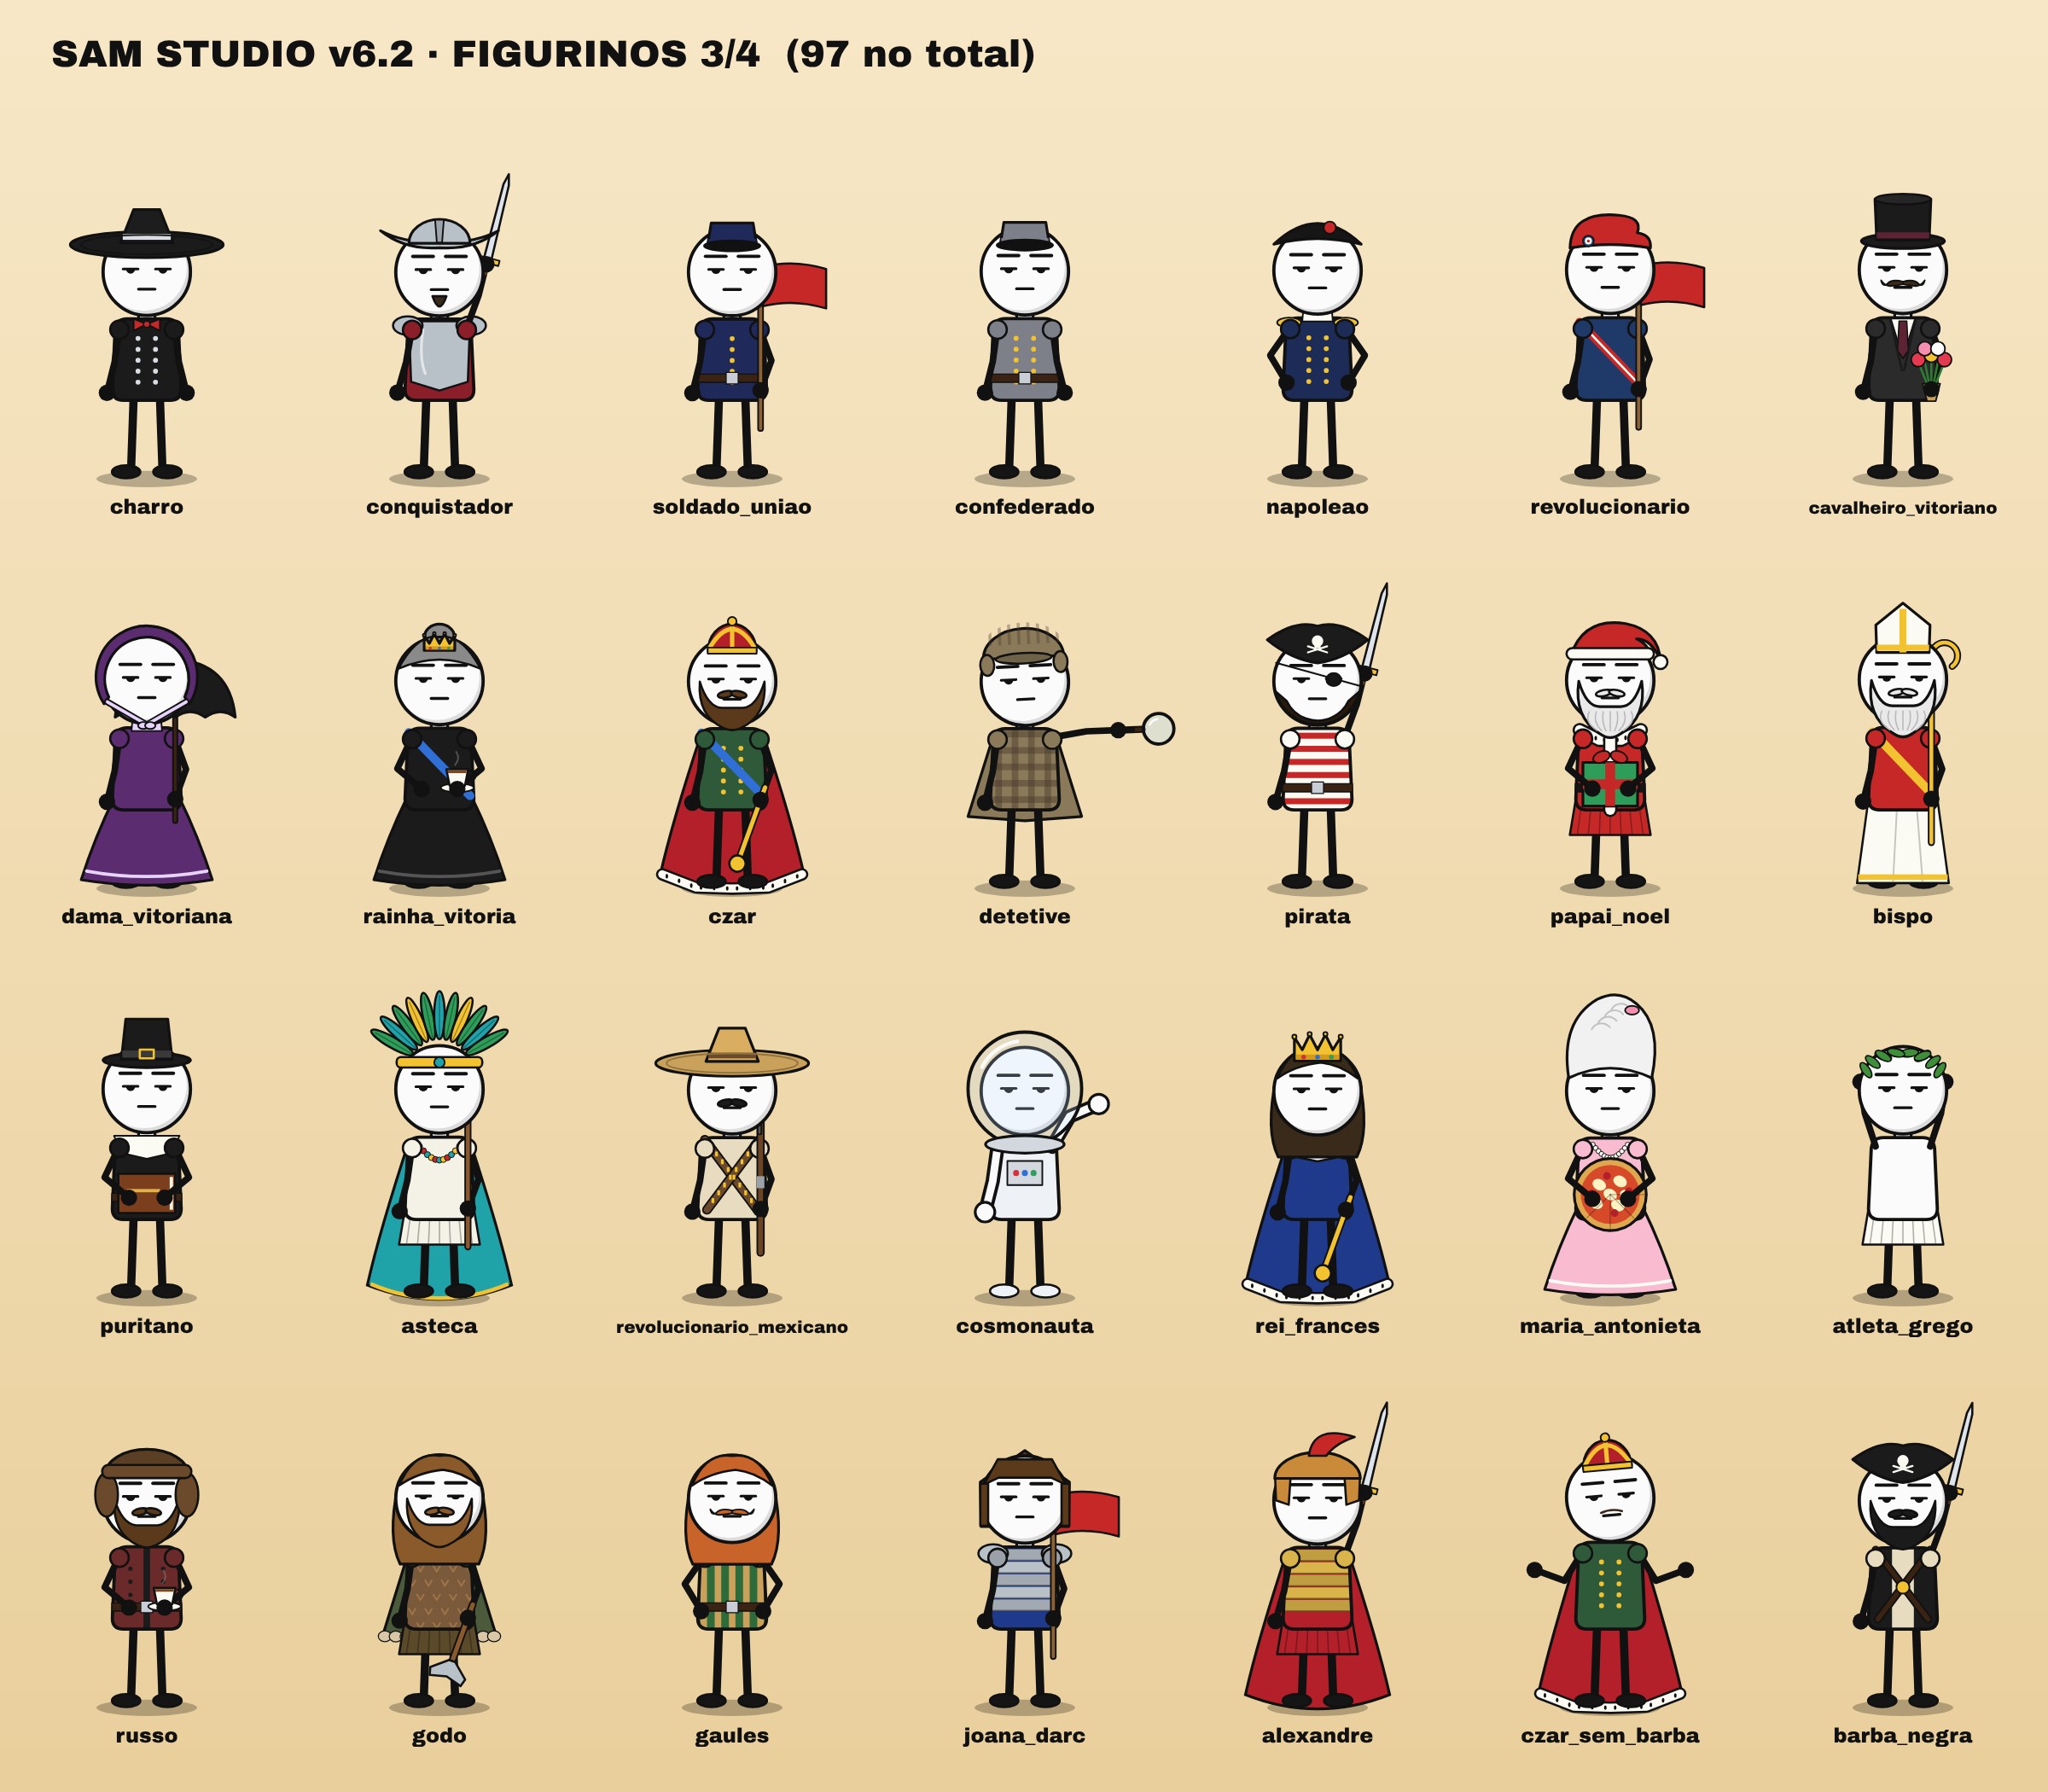 SAM STUDIO v6.2 · FIGURINOS 3/4 (97 no total)
charro conquistador soldado_uniao confederado napoleao revolucionario cavalheiro_vitoriano
dama_vitoriana rainha_vitoria czar detetive pirata papai_noel bispo
puritano asteca revolucionario_mexicano cosmonauta rei_frances maria_antonieta atleta_grego
russo godo gaules joana_darc alexandre czar_sem_barba barba_negra